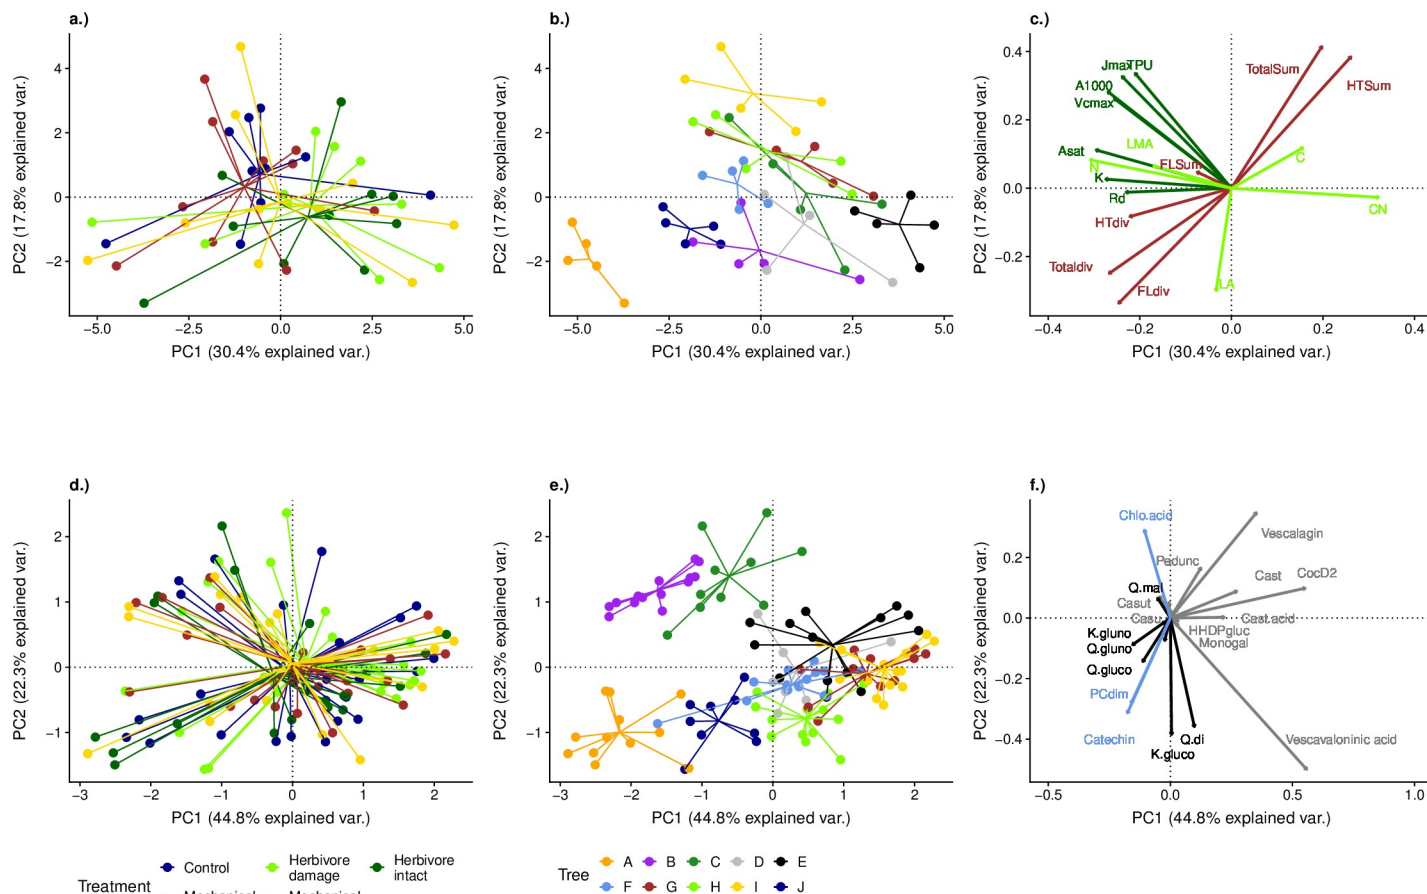 a.)
b.)
c.)
4
2
0
−2
PC2 (17.8% explained var.)
−5.0
−2.5
0.0
2.5
5.0
PC1 (30.4% explained var.)
4
2
0
−2
PC2 (17.8% explained var.)
−5.0
−2.5
0.0
2.5
5.0
PC1 (30.4% explained var.)
0.4
0.2
0.0
−0.2
PC2 (17.8% explained var.)
JmaxTPU
A1000
Vcmax
LMA
Asat
N
K
Rd
HTdiv
Totaldiv
FLdiv
FLSum
TotalSum
HTSum
C
CN
LA
−0.4
−0.2
0.0
0.2
0.4
PC1 (30.4% explained var.)
d.)
e.)
f.)
2
1
0
−1
PC2 (22.3% explained var.)
−3
−2
−1
0
1
2
PC1 (44.8% explained var.)
2
1
0
−1
PC2 (22.3% explained var.)
−3
−2
−1
0
1
2
PC1 (44.8% explained var.)
0.2
0.0
−0.2
−0.4
PC2 (22.3% explained var.)
Chlo.acid
Vescalagin
Pedunc
Cast
CocD2
Q.mal
Casut
Casu
Cast.acid
HHDPgluc
Monogal
K.gluno
Q.gluno
Q.gluco
PCdim
Catechin
Q.di
K.gluco
Vescavaloninic acid
−0.5
0.0
0.5
1.0
PC1 (44.8% explained var.)
Treatment
Control
Herbivore
damage
Herbivore
intact
Mechanical
Mechanical
Tree
A B C D E
F G H I J